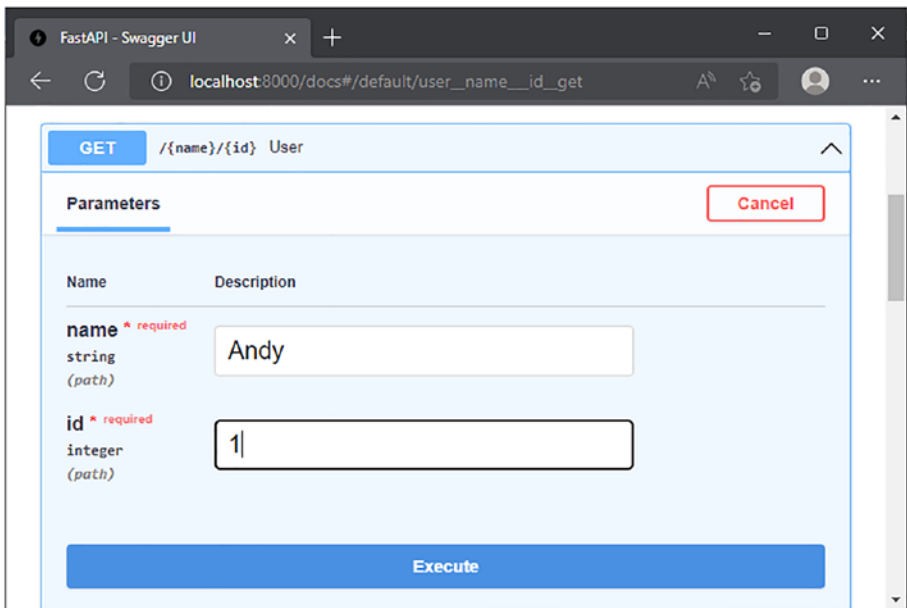 FastAPI - Swagger UI
localhost:8000/docs#/default/user__name___id__get
GET /{name}/{id} User
Parameters
Cancel
Name Description
name * required
string
(path)
Andy
id * required
integer
(path)
1
Execute